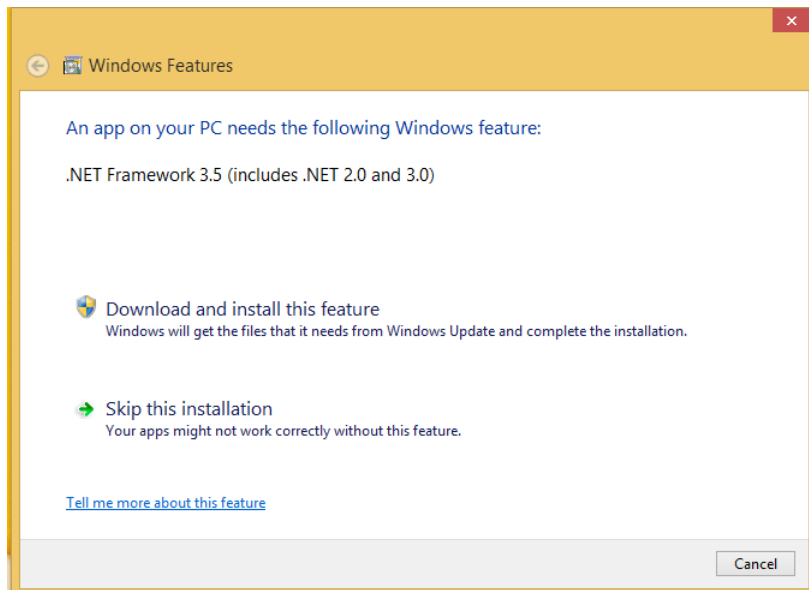 Windows Features
An app on your PC needs the following Windows feature:
.NET Framework 3.5 (includes .NET 2.0 and 3.0)
Download and install this feature
Windows will get the files that it needs from Windows Update and complete the installation.
Skip this installation
Your apps might not work correctly without this feature.
Tell me more about this feature
Cancel